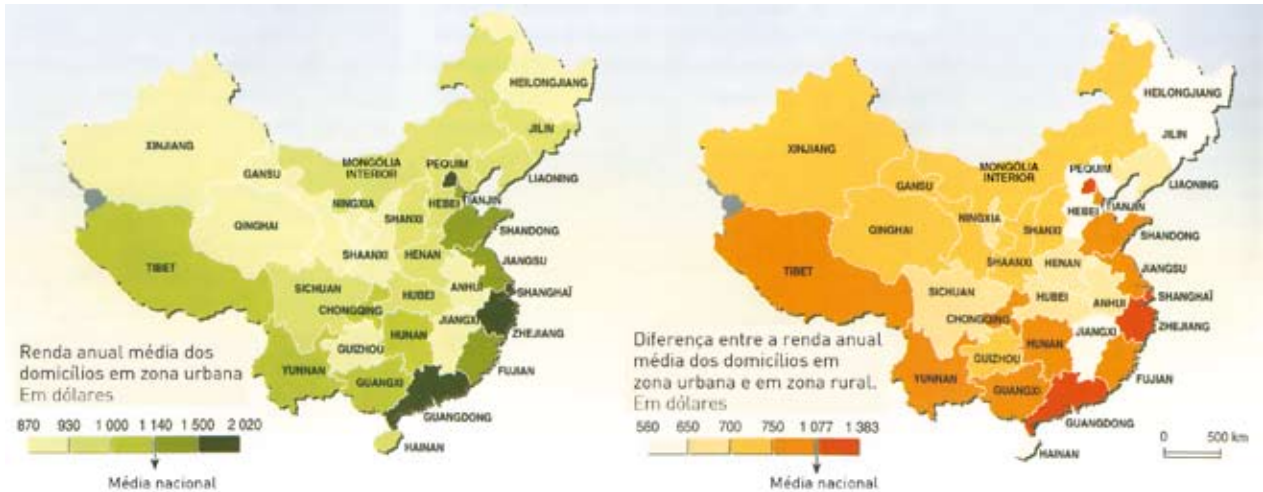 HEILONGJIANG
JILIN
XINJIANG
LIAONING
GANSU
MONGÓLIA
INTERIOR
PEQUIM
TIANJIN
HEBEI
NINGXIA
SHANXI
QINGHAI
SHANDONG
SHAANXI
HENAN
JIANGSU
TIBET
SICHUAN
ANHUI
HUBEI
SHANGHAÏ
CHONGQING
ZHEJIANG
HUNAN
JIANGXI
GUIZHOU
FUJIAN
YUNNAN
GUANGXI
GUANGDONG
HAINAN
Renda anual média dos
domicílios em zona urbana
Em dólares
870 930 1 000 1 140 1 500 2 020
Média nacional
HEILONGJIANG
JILIN
XINJIANG
LIAONING
GANSU
MONGÓLIA
INTERIOR
PEQUIM
TIANJIN
HEBEI
NINGXIA
SHANXI
QINGHAI
SHANDONG
SHAANXI
HENAN
JIANGSU
TIBET
SICHUAN
ANHUI
HUBEI
SHANGHAÏ
CHONGQING
ZHEJIANG
HUNAN
JIANGXI
GUIZHOU
FUJIAN
YUNNAN
GUANGXI
GUANGDONG
HAINAN
Diferença entre a renda anual
média dos domicílios em
zona urbana e em zona rural.
Em dólares
580 650 700 750 1 077 1 383
Média nacional
0 500 km